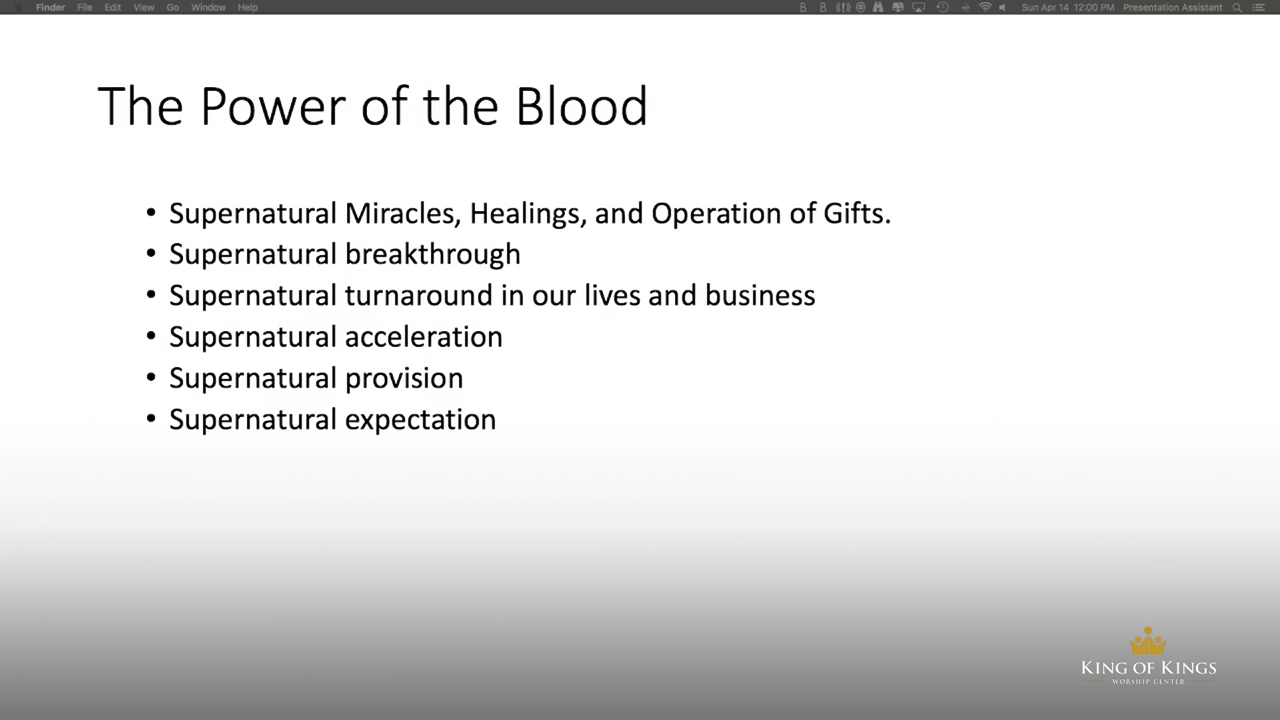 Finder File Edit View Go Window Help Sun Apr 14 12:00 PM Presentation Assistant
The Power of the Blood
• Supernatural Miracles, Healings, and Operation of Gifts.
• Supernatural breakthrough
• Supernatural turnaround in our lives and business
• Supernatural acceleration
• Supernatural provision
• Supernatural expectation
KING OF KINGS
WORSHIP CENTER